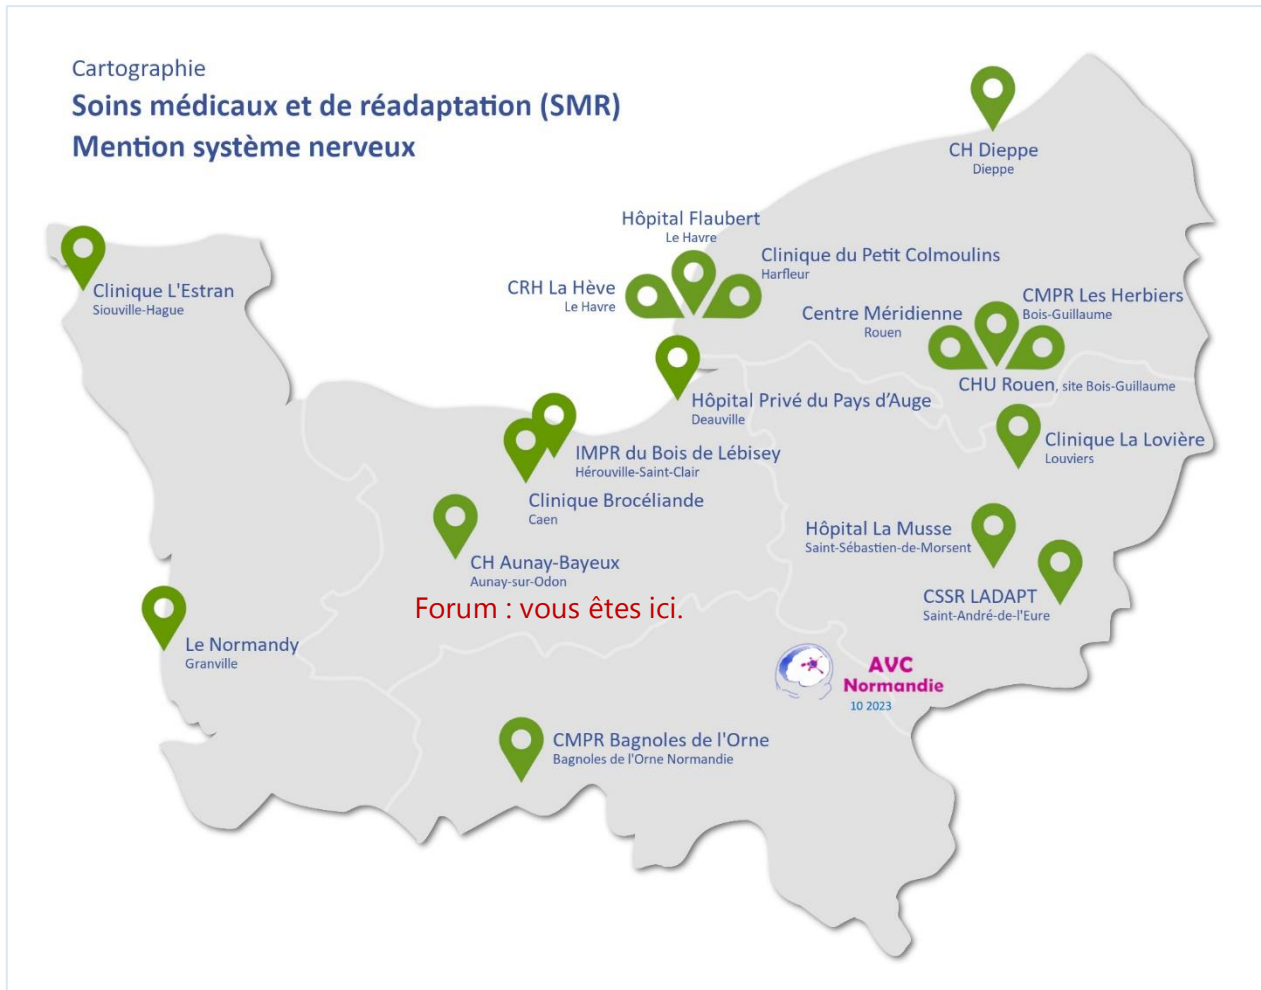 Cartographie
Soins médicaux et de réadaptation (SMR)
Mention système nerveux
CH Dieppe
Dieppe
Hôpital Flaubert
Le Havre
Clinique du Petit Colmoulins
Harfleur
CRH La Hève
Le Havre
Clinique L'Estran
Siouville-Hague
CMPR Les Herbiers
Bois-Guillaume
Centre Méridienne
Rouen
CHU Rouen, site Bois-Guillaume
Hôpital Privé du Pays d’Auge
Deauville
Clinique La Lovière
Louviers
IMPR du Bois de Lébisey
Hérouville-Saint-Clair
Clinique Brocéliande
Caen
Hôpital La Musse
Saint-Sébastien-de-Morsent
CH Aunay-Bayeux
Aunay-sur-Odon
CSSR LADAPT
Saint-André-de-l'Eure
Forum : vous êtes ici.
Le Normandy
Granville
AVC
Normandie
10 2023
CMPR Bagnoles de l'Orne
Bagnoles de l'Orne Normandie